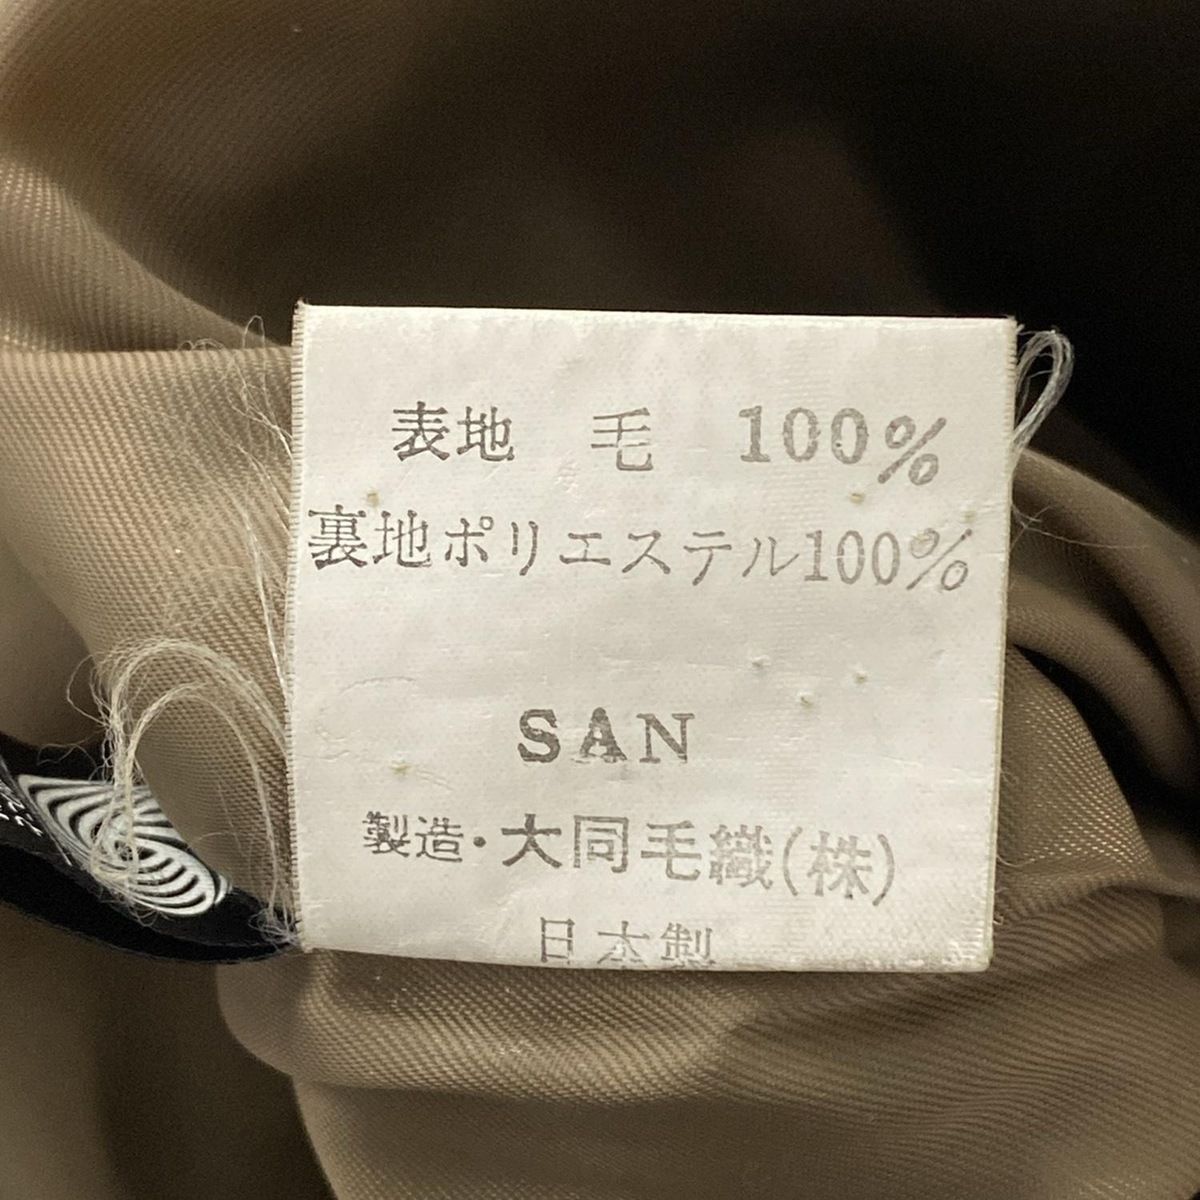 表地 毛 100%
裏地ポリエステル100%
SAN
製造・大同毛織(株)
日本製